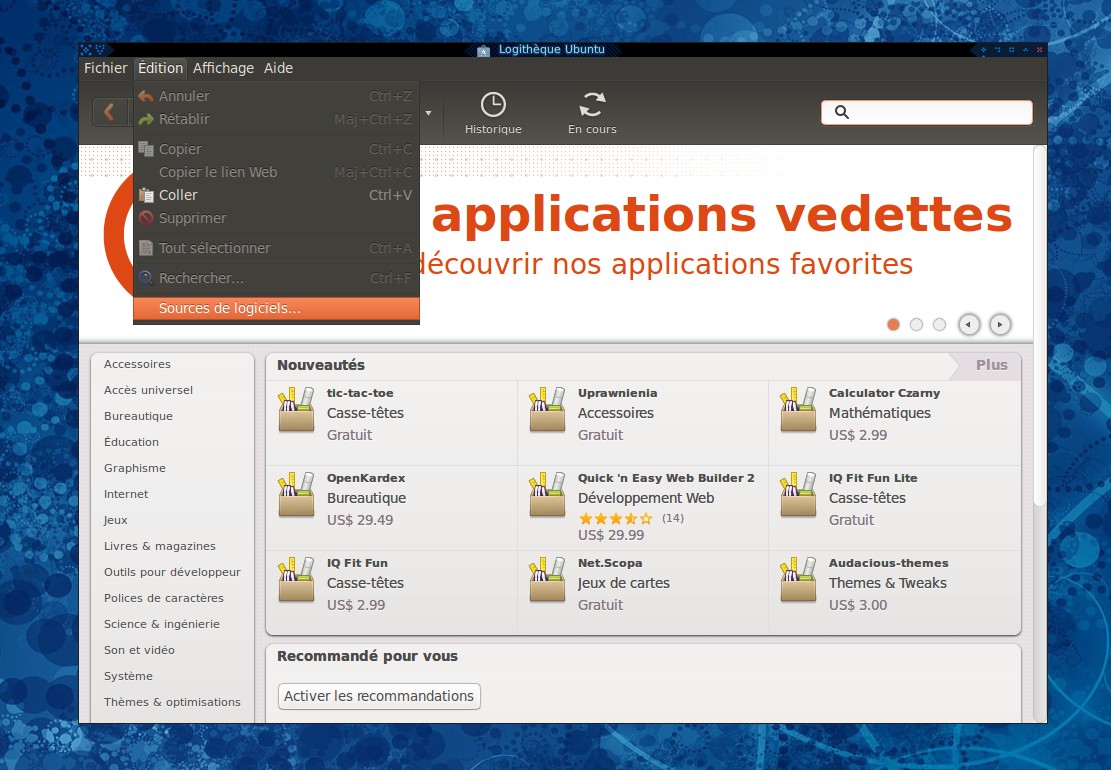 Logithèque Ubuntu
Fichier Édition Affichage Aide
Annuler Ctrl+Z
Rétablir Maj+Ctrl+Z
Copier Ctrl+C
Copier le lien Web Maj+Ctrl+C
Coller Ctrl+V
Supprimer
Tout sélectionner Ctrl+A
Rechercher... Ctrl+F
Sources de logiciels...
Historique
En cours
applications vedettes
découvrir nos applications favorites
Accessoires
Accès universel
Bureautique
Éducation
Graphisme
Internet
Jeux
Livres & magazines
Outils pour développeur
Polices de caractères
Science & ingénierie
Son et vidéo
Système
Thèmes & optimisations
Nouveautés
Plus
tic-tac-toe
Casse-têtes
Gratuit
Uprawnienia
Accessoires
Gratuit
Calculator Czarny
Mathématiques
US$ 2.99
OpenKardex
Bureautique
US$ 29.49
Quick 'n Easy Web Builder 2
Développement Web
(14)
US$ 29.99
IQ Fit Fun Lite
Casse-têtes
Gratuit
IQ Fit Fun
Casse-têtes
US$ 2.99
Net.Scopa
Jeux de cartes
Gratuit
Audacious-themes
Themes & Tweaks
US$ 3.00
Recommandé pour vous
Activer les recommandations